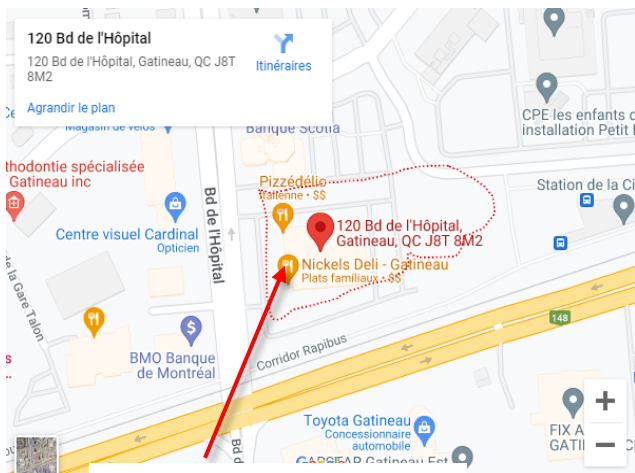 120 Bd de l'Hôpital
120 Bd de l'Hôpital, Gatineau, QC J8T
8M2
Itinéraires
Agrandir le plan
Magasin de vélos
Banque Scotia
CPE les enfants d
installation Petit
thodontie spécialisée
Gatineau inc
Pizzédélic
Italienne • $$
Station de la Ci
Bd de l'Hôpital
120 Bd de l'Hôpital,
Gatineau, QC J8T 8M2
Centre visuel Cardinal
Opticien
Nickels Deli - Gatineau
Plats familiaux • $$
de la Gare Talon
148
BMO Banque
de Montréal
Corridor Rapibus
Toyota Gatineau
Concessionnaire
automobile
FIX A
GATI
Bd d
Gatineau Est